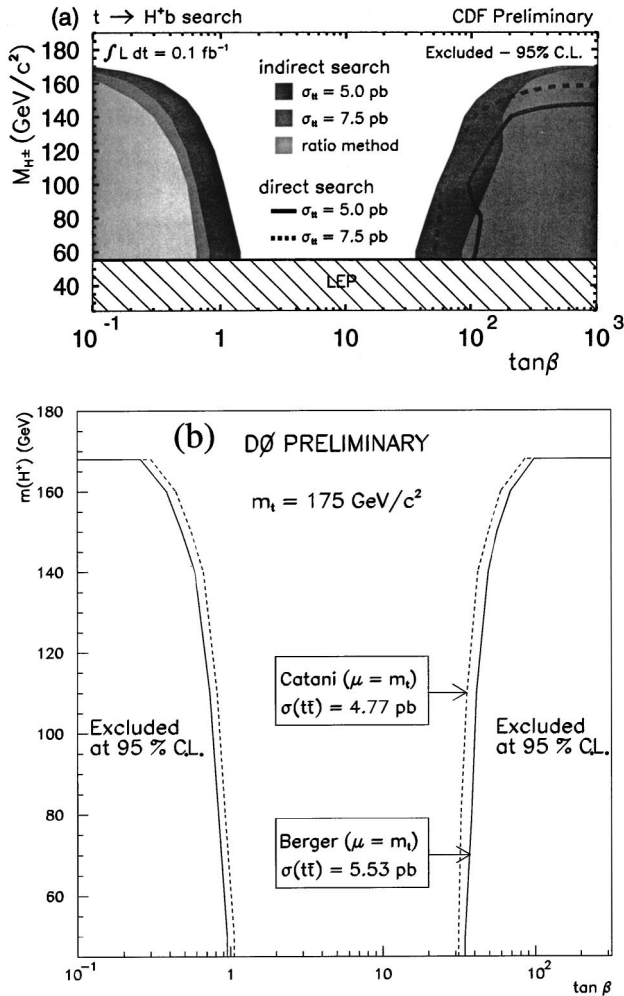 (a) t → H⁺b search CDF Preliminary
∫L dt = 0.1 fb⁻¹ Excluded – 95% C.L.
indirect search
σtt = 5.0 pb
σtt = 7.5 pb
ratio method
direct search
σtt = 5.0 pb
σtt = 7.5 pb
LEP
M_H± (GeV/c²)
180
160
140
120
100
80
60
40
10⁻¹ 1 10 10² 10³
tanβ
(b) DØ PRELIMINARY
m_t = 175 GeV/c²
Catani (μ = m_t)
σ(tt̄) = 4.77 pb
Excluded
at 95 % C.L.
Excluded
at 95 % C.L.
Berger (μ = m_t)
σ(tt̄) = 5.53 pb
m(H⁺) (GeV)
180
160
140
120
100
80
60
10⁻¹ 1 10 10²
tan β